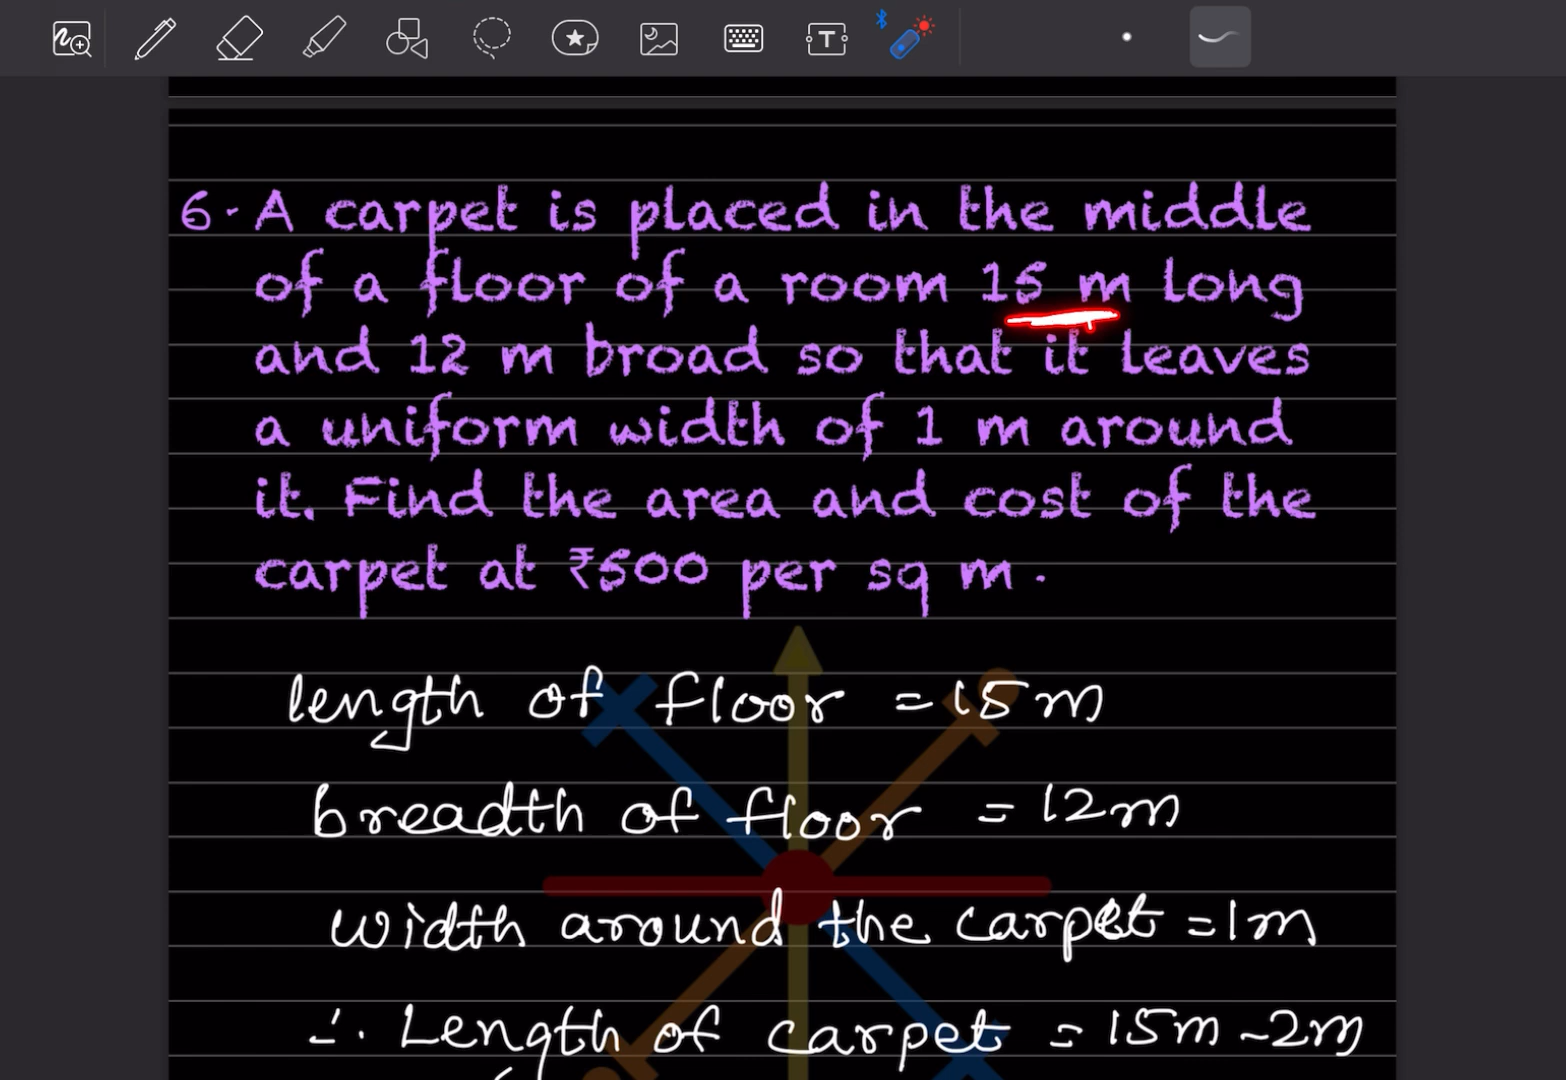 6. A carpet is placed in the middle
of a floor of a room 15 m long
and 12 m broad so that it leaves
a uniform width of 1 m around
it. Find the area and cost of the
carpet at ₹500 per sq m.
length of floor = 15m
breadth of floor = 12m
width around the carpet = 1m
∴ Length of carpet = 15m - 2m